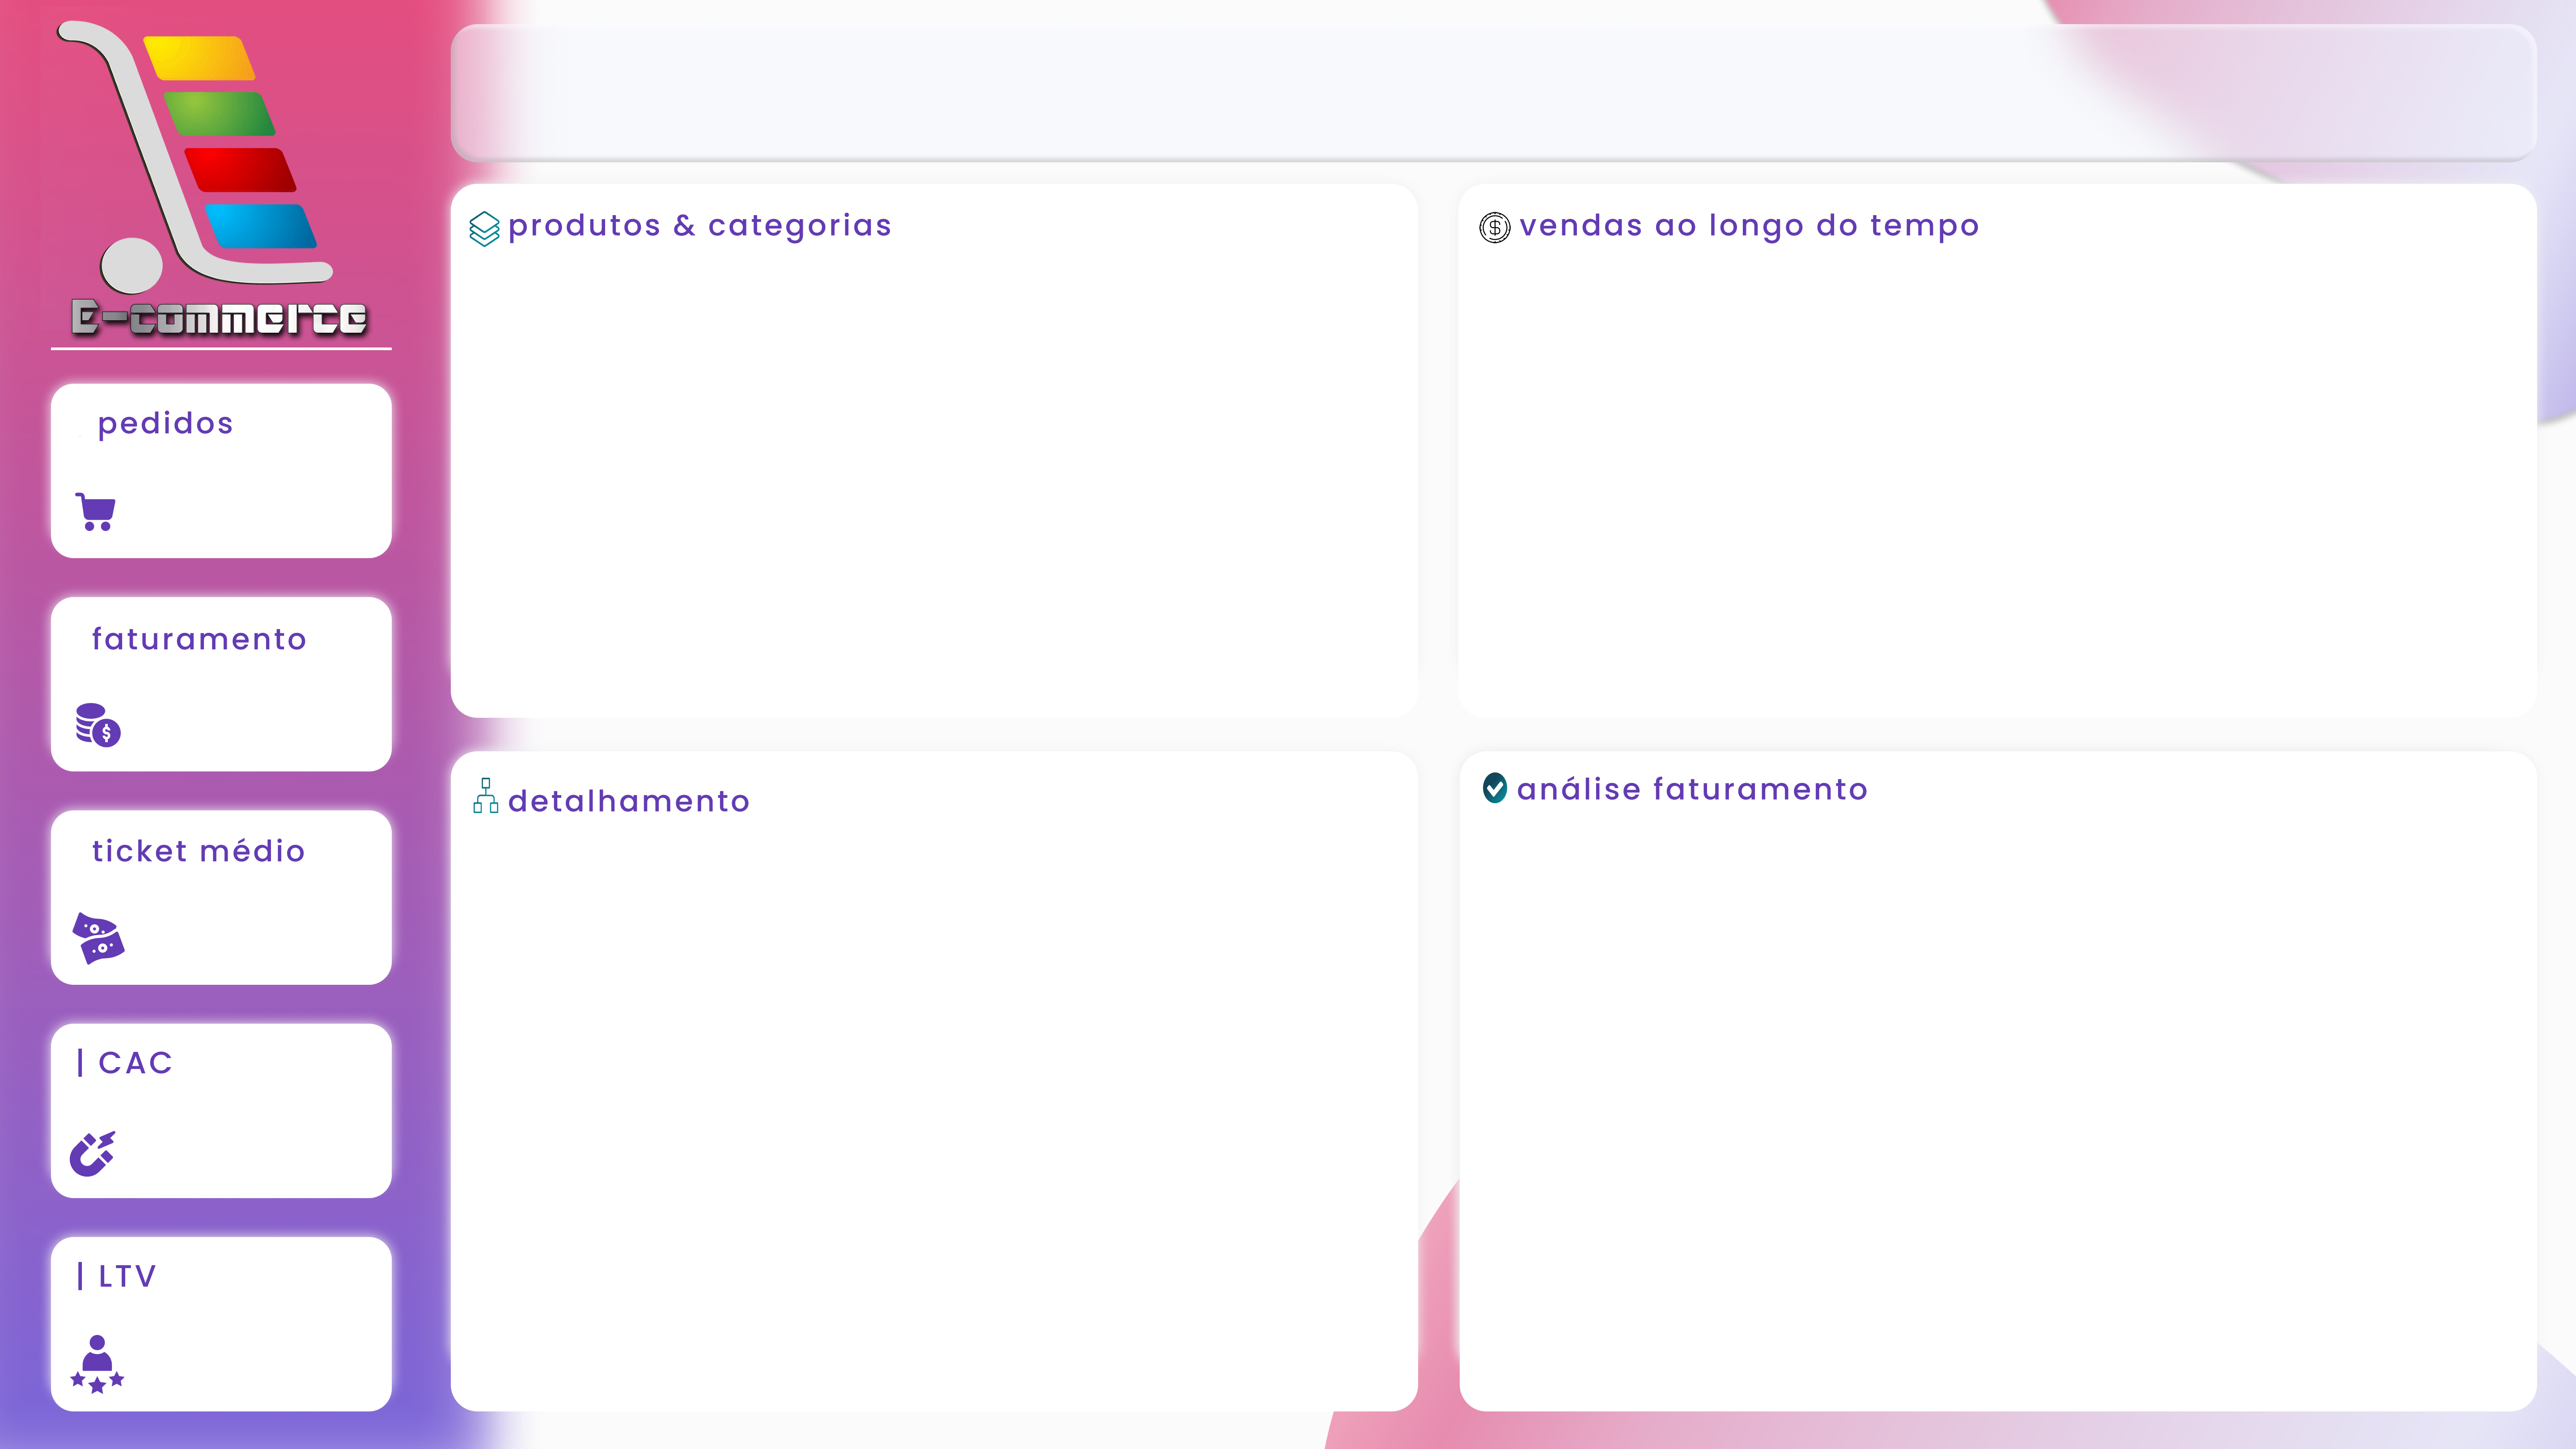 E-commerce
pedidos
faturamento
ticket médio
| CAC
| LTV
produtos & categorias
vendas ao longo do tempo
detalhamento
análise faturamento